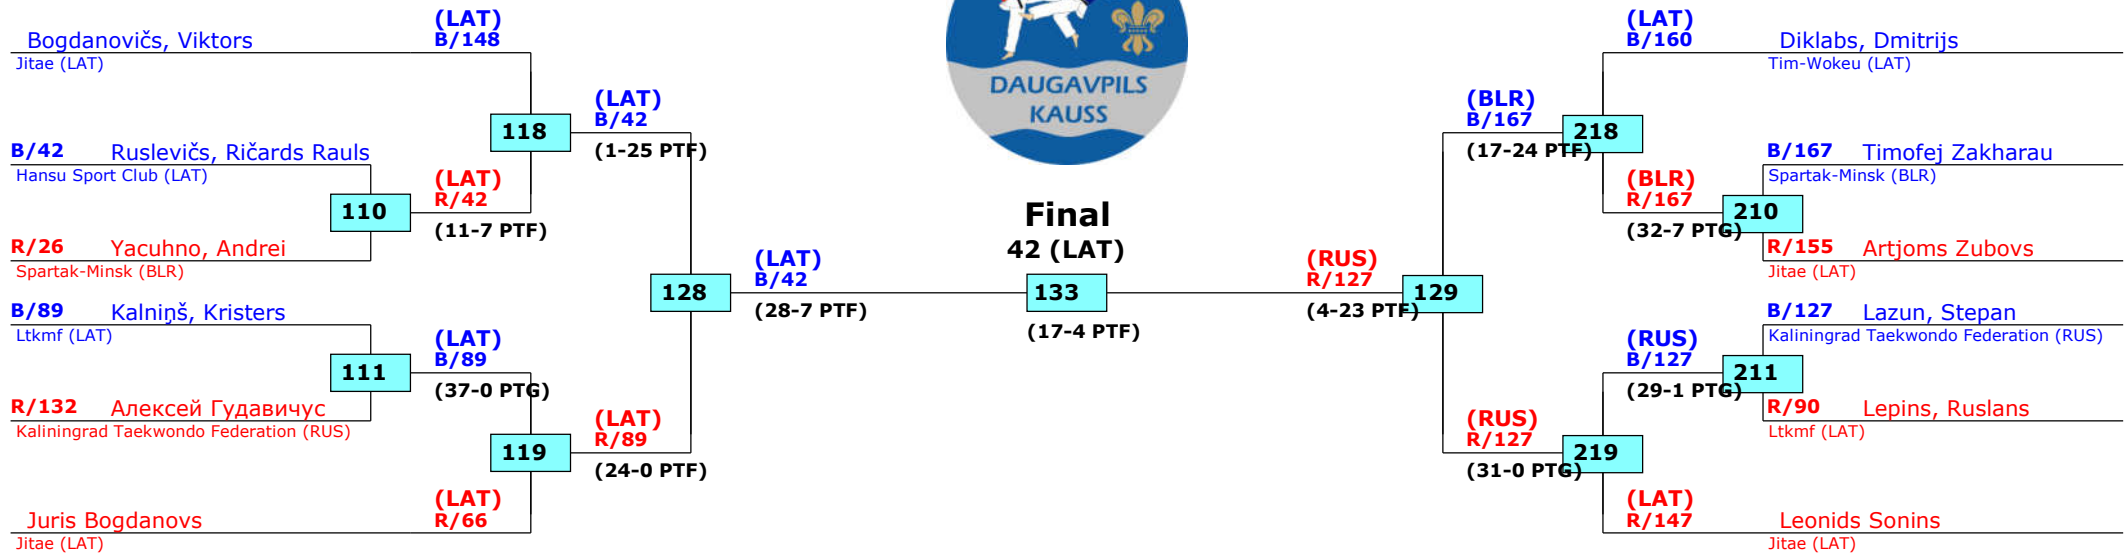 (LAT)
B/148
Bogdanovičs, Viktors
Jitae (LAT)
B/42 Ruslevičs, Ričards Rauls
Hansu Sport Club (LAT)
R/26 Yacuhno, Andrei
Spartak-Minsk (BLR)
B/89 Kalniņš, Kristers
Ltkmf (LAT)
R/132 Алексей Гудавичус
Kaliningrad Taekwondo Federation (RUS)
Juris Bogdanovs
Jitae (LAT)
(LAT)
R/66
110
(LAT)
R/42
(11-7 PTF)
111
(LAT)
B/89
(37-0 PTG)
118
(LAT)
B/42
(1-25 PTF)
119
(LAT)
R/89
(24-0 PTF)
128
(LAT)
B/42
(28-7 PTF)
DAUGAVPILS
KAUSS
Final
42 (LAT)
133
(17-4 PTF)
(RUS)
R/127
(4-23 PTF)
129
(BLR)
B/167
(17-24 PTF)
218
(RUS)
R/127
(31-0 PTG)
219
(LAT)
B/160
Diklabs, Dmitrijs
Tim-Wokeu (LAT)
(BLR)
R/167
(32-7 PTG)
210
B/167 Timofej Zakharau
Spartak-Minsk (BLR)
R/155 Artjoms Zubovs
Jitae (LAT)
(RUS)
B/127
(29-1 PTG)
211
B/127 Lazun, Stepan
Kaliningrad Taekwondo Federation (RUS)
R/90 Lepins, Ruslans
Ltkmf (LAT)
(LAT)
R/147
Leonids Sonins
Jitae (LAT)